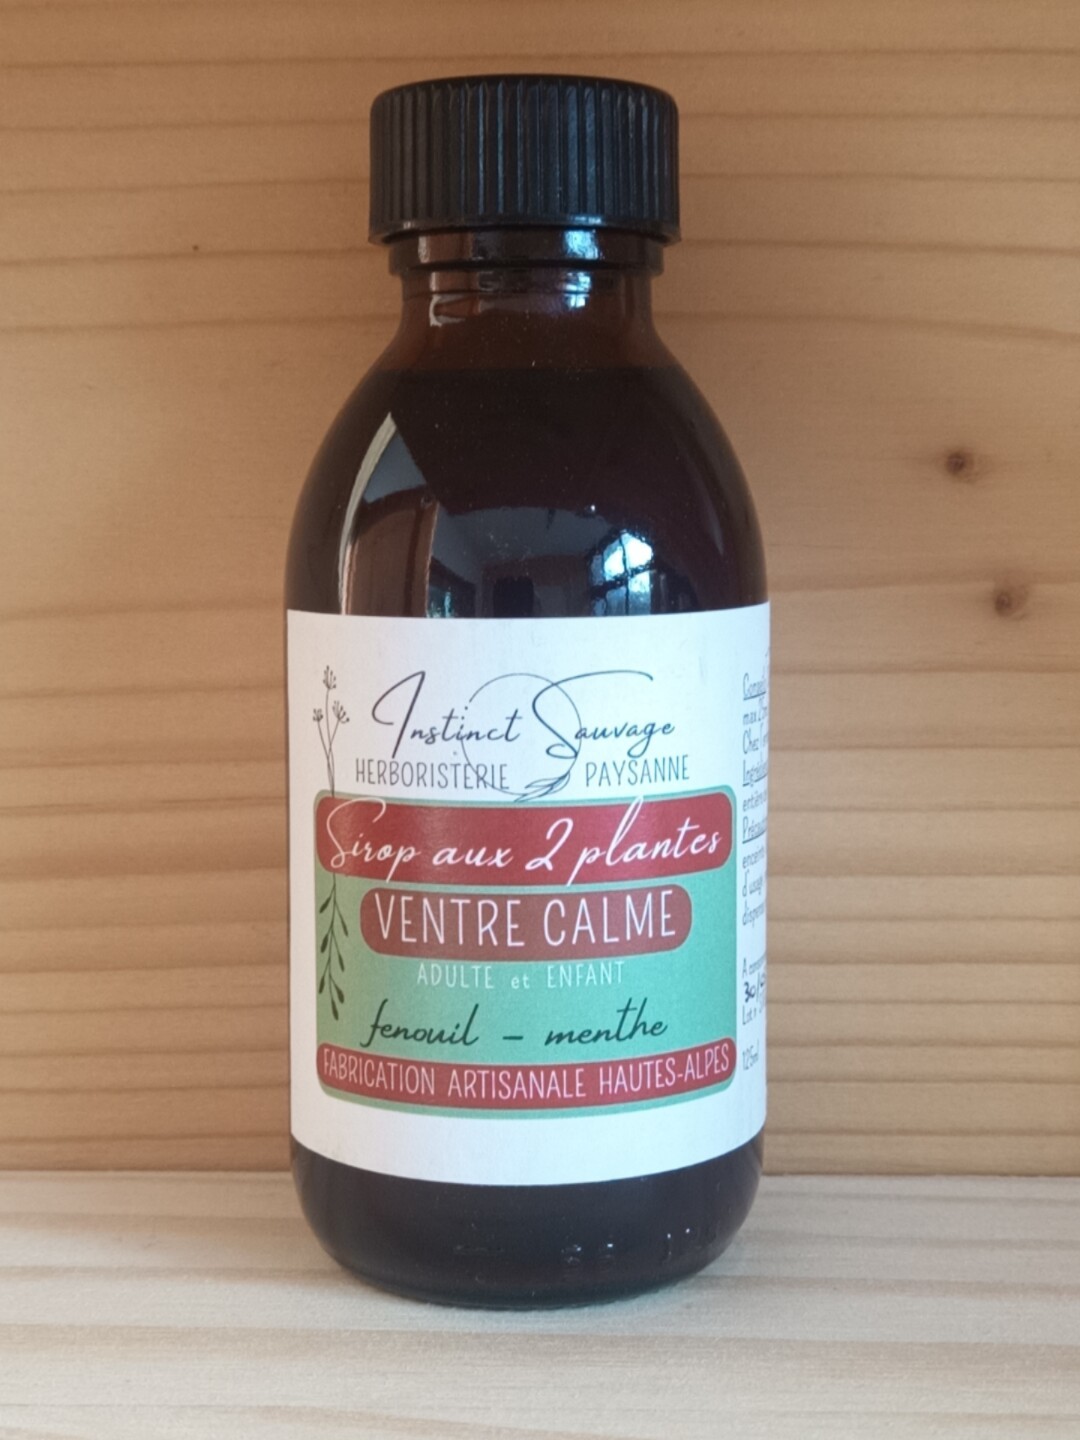 Instinct Sauvage
HERBORISTERIE PAYSANNE
Sirop aux 2 plantes
VENTRE CALME
ADULTE et ENFANT
fenouil – menthe
FABRICATION ARTISANALE HAUTES-ALPES
125ml